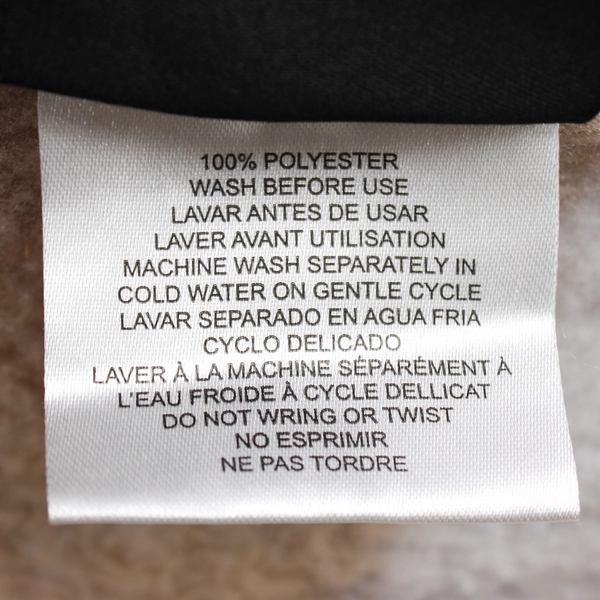 100% POLYESTER
WASH BEFORE USE
LAVAR ANTES DE USAR
LAVER AVANT UTILISATION
MACHINE WASH SEPARATELY IN
COLD WATER ON GENTLE CYCLE
LAVAR SEPARADO EN AGUA FRIA
CYCLO DELICADO
LAVER À LA MACHINE SÉPARÉMENT À
L'EAU FROIDE À CYCLE DELLICAT
DO NOT WRING OR TWIST
NO ESPRIMIR
NE PAS TORDRE